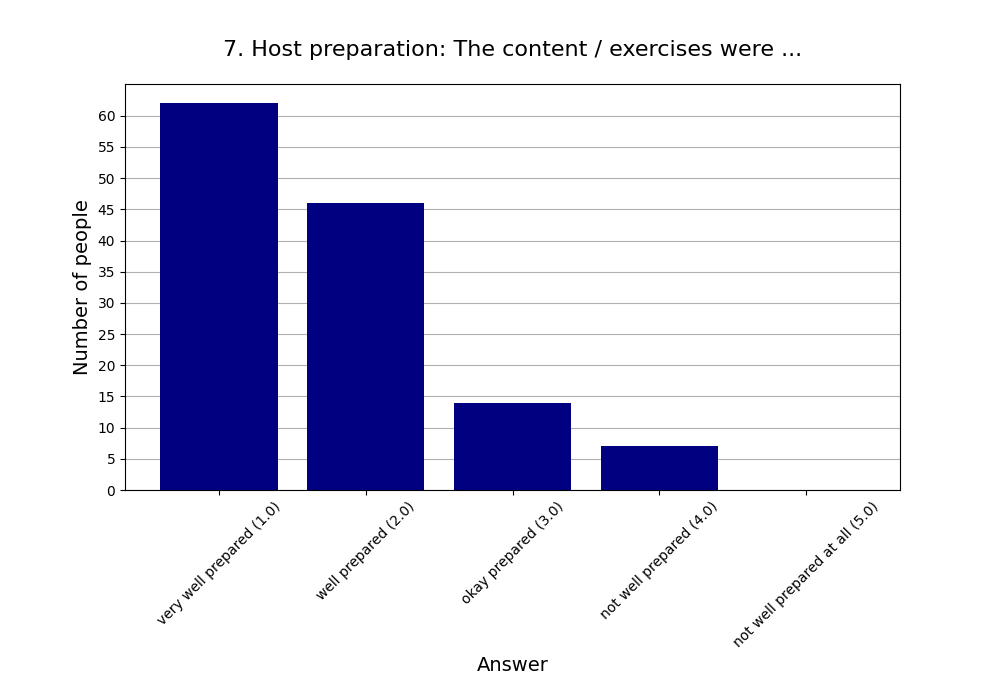 7. Host preparation: The content / exercises were ...
Number of people
60
55
50
45
40
35
30
25
20
15
10
5
0
very well prepared (1.0)
well prepared (2.0)
okay prepared (3.0)
not well prepared (4.0)
not well prepared at all (5.0)
Answer